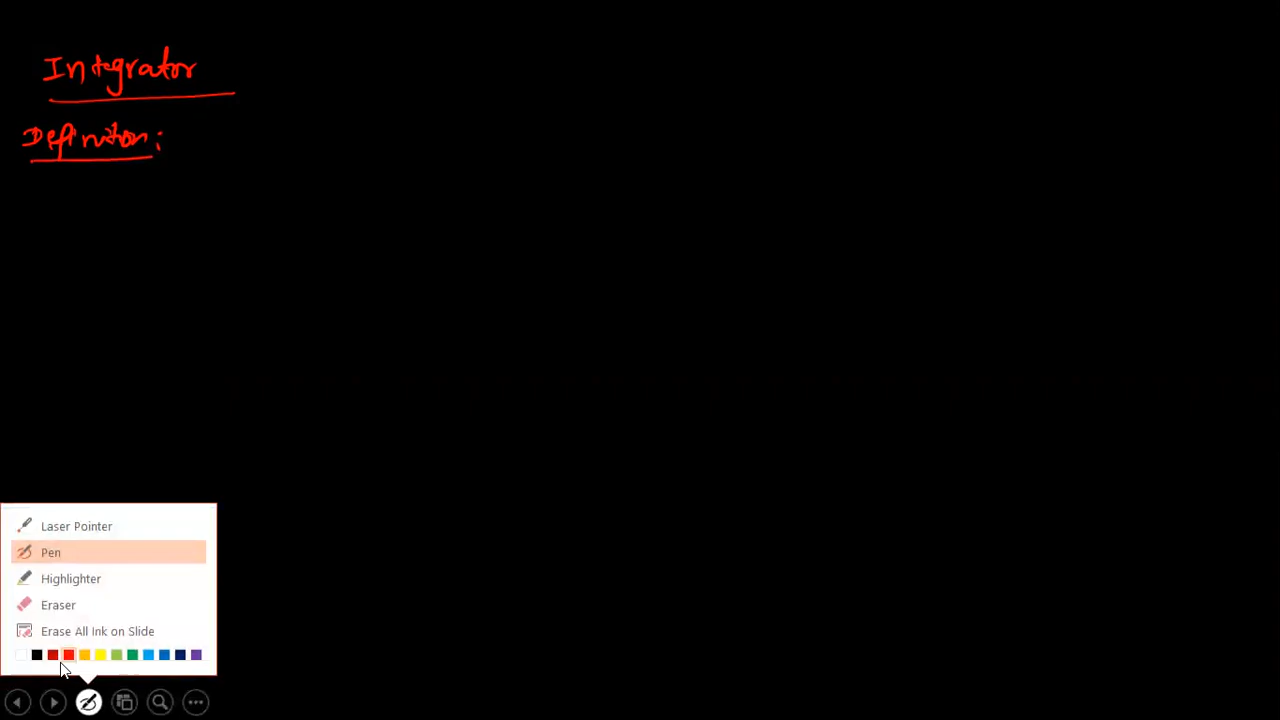 Integrator
Definition:
Laser Pointer
Pen
Highlighter
Eraser
Erase All Ink on Slide